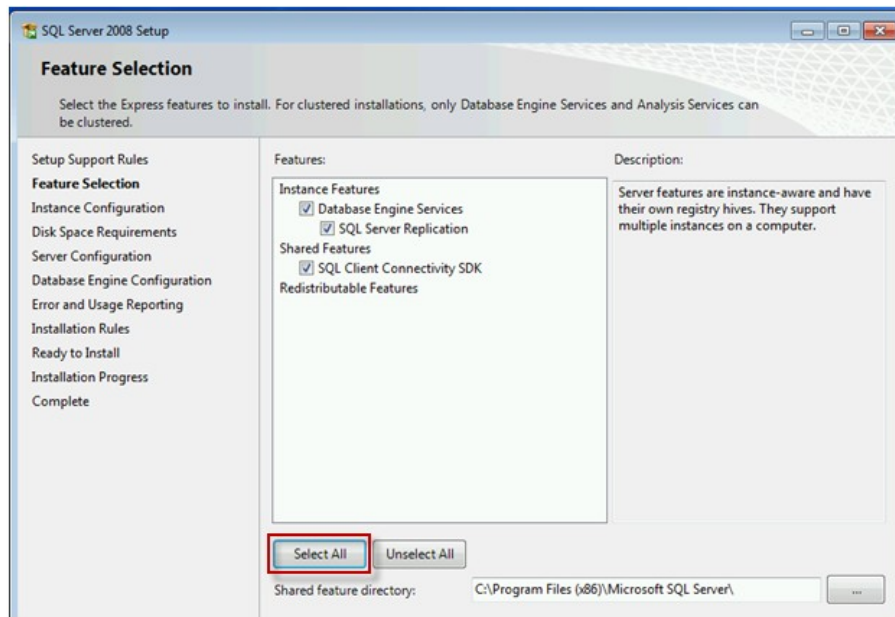 SQL Server 2008 Setup
Feature Selection
Select the Express features to install. For clustered installations, only Database Engine Services and Analysis Services can
be clustered.
Setup Support Rules
Feature Selection
Instance Configuration
Disk Space Requirements
Server Configuration
Database Engine Configuration
Error and Usage Reporting
Installation Rules
Ready to Install
Installation Progress
Complete
Features:
Instance Features
Database Engine Services
SQL Server Replication
Shared Features
SQL Client Connectivity SDK
Redistributable Features
Description:
Server features are instance-aware and have
their own registry hives. They support
multiple instances on a computer.
Select All
Unselect All
Shared feature directory:
C:\Program Files (x86)\Microsoft SQL Server\
...